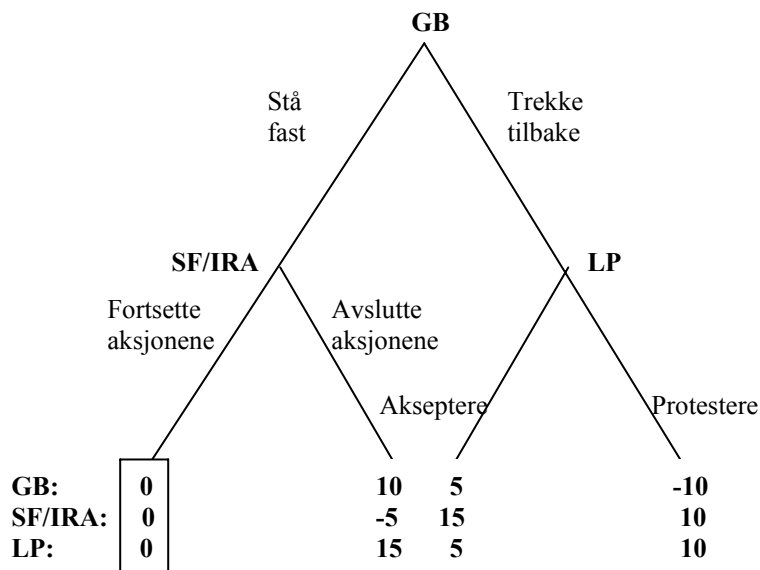 GB
Stå
fast
Trekke
tilbake
SF/IRA
LP
Fortsette
aksjonene
Avslutte
aksjonene
Akseptere
Protestere
GB: 0 10 5 -10
SF/IRA: 0 -5 15 10
LP: 0 15 5 10